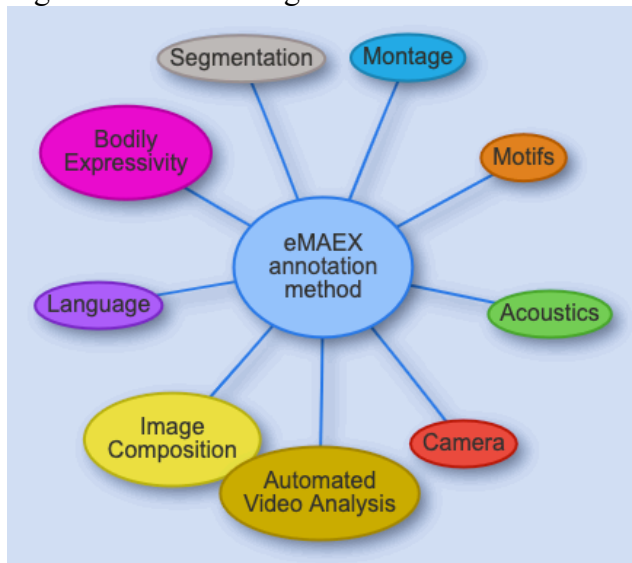 Segmentation
Montage
Bodily
Expressivity
Motifs
eMAEX
annotation
method
Language
Acoustics
Image
Composition
Camera
Automated
Video Analysis